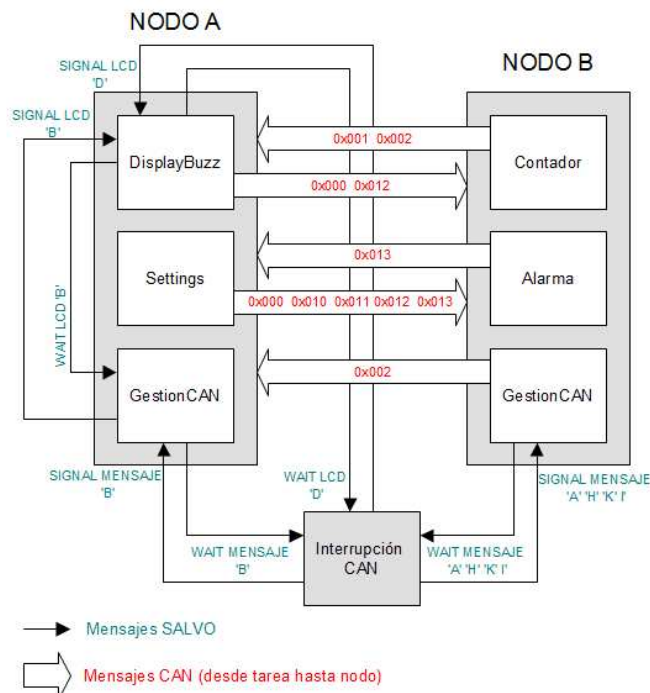 NODO A
NODO B
SIGNAL LCD
'D'
SIGNAL LCD
'B'
DisplayBuzz
0x001 0x002
Contador
0x000 0x012
Settings
0x013
Alarma
0x000 0x010 0x011 0x012 0x013
WAIT LCD 'B'
GestionCAN
0x002
GestionCAN
SIGNAL MENSAJE
'B'
WAIT LCD
'D'
SIGNAL MENSAJE
'A' 'H' 'K' I'
WAIT MENSAJE
'B'
Interrupción
CAN
WAIT MENSAJE
'A' 'H' 'K' I'
Mensajes SALVO
Mensajes CAN (desde tarea hasta nodo)